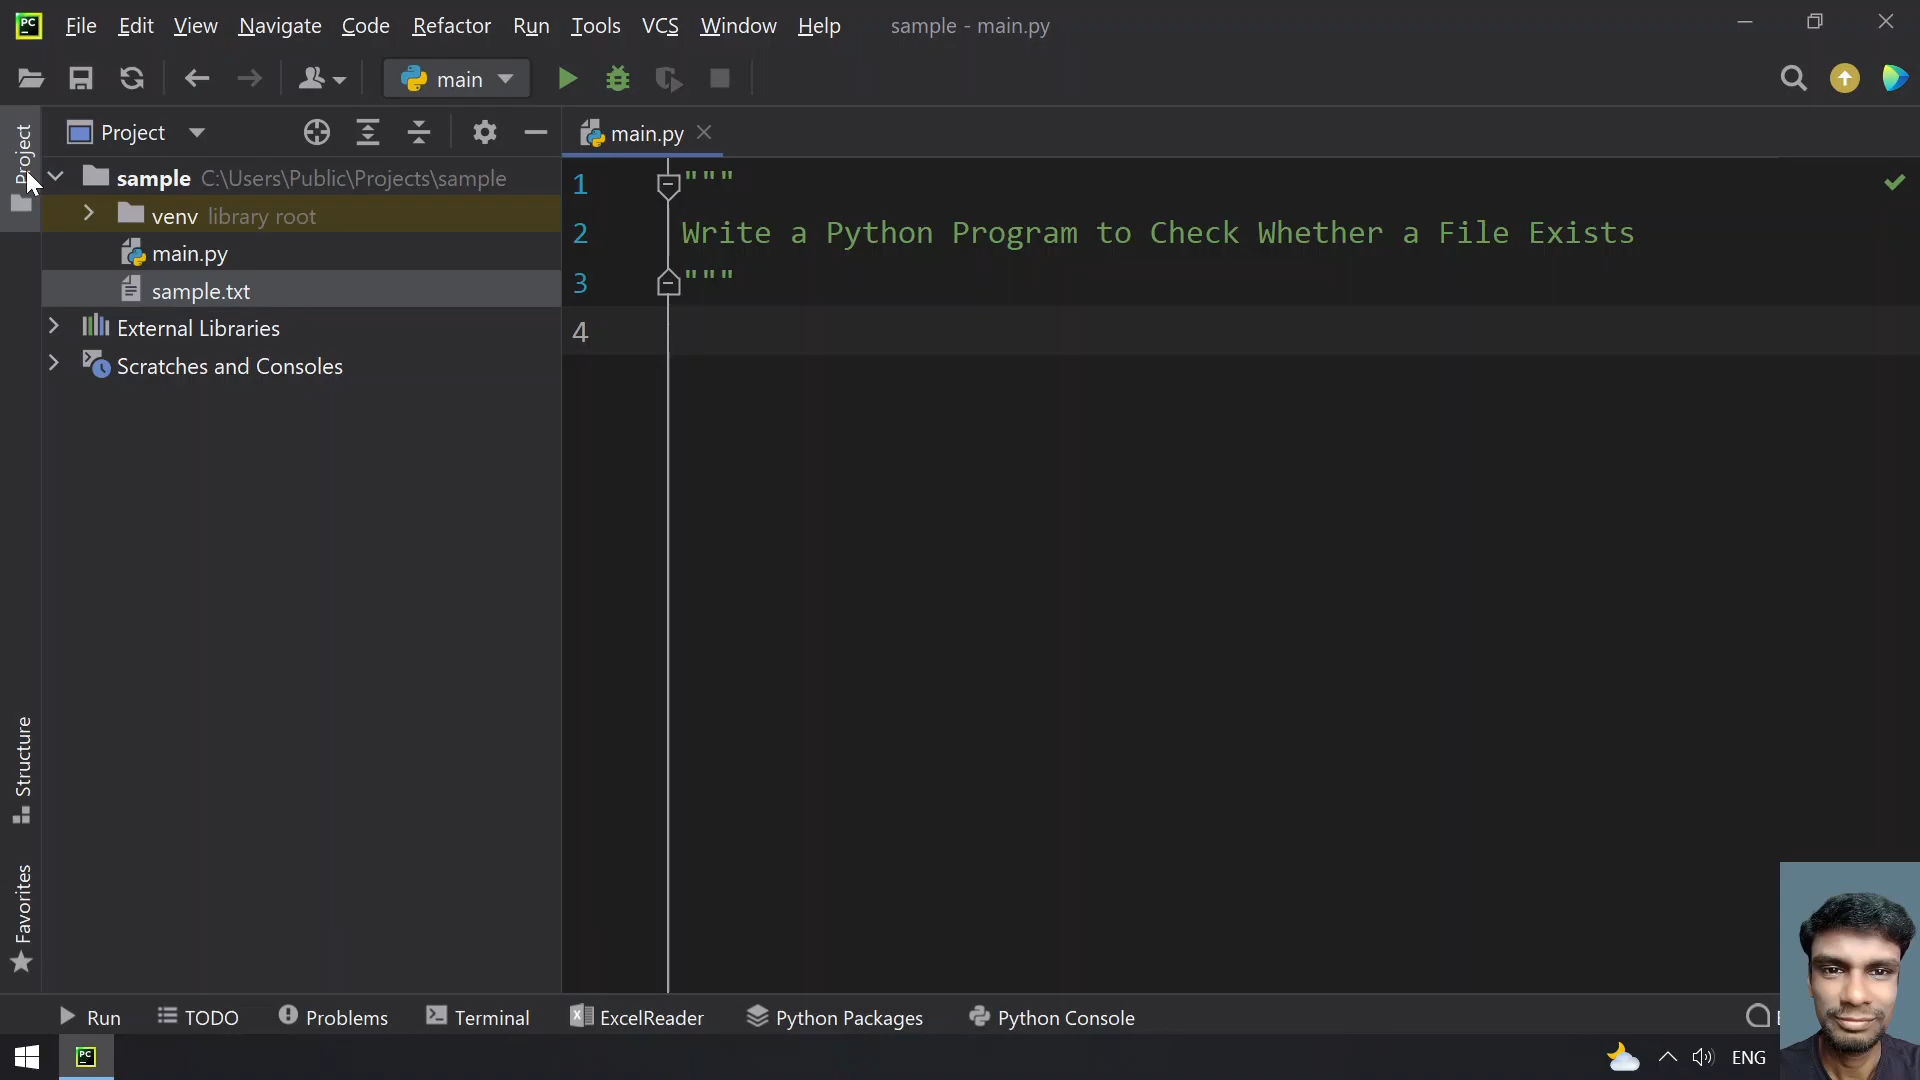 PC
File Edit View Navigate Code Refactor Run Tools VCS Window Help sample - main.py
main
Project
Project
main.py
sample C:\Users\Public\Projects\sample
venv library root
main.py
sample.txt
External Libraries
Scratches and Consoles
1 """
2 Write a Python Program to Check Whether a File Exists
3 """
4
Structure
Favorites
Run TODO Problems Terminal ExcelReader Python Packages Python Console
PC
ENG